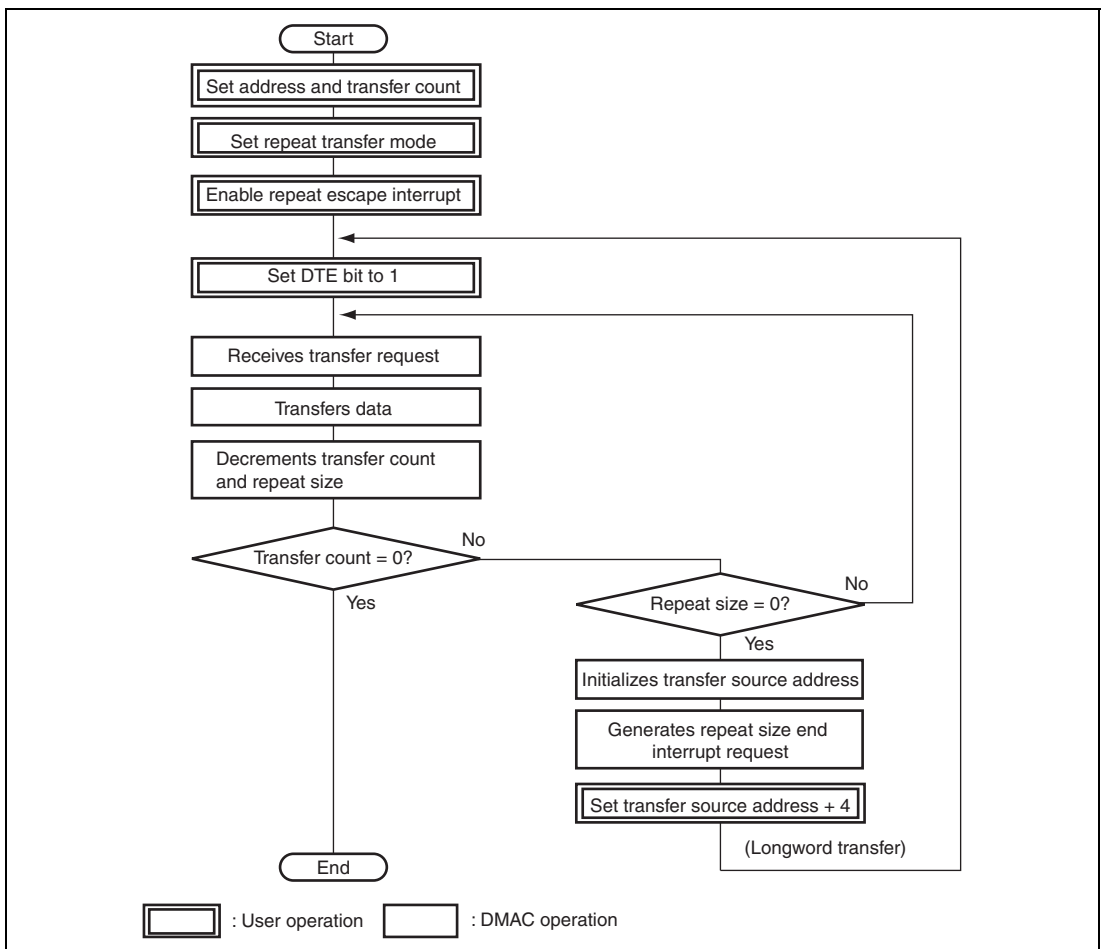 Start
Set address and transfer count
Set repeat transfer mode
Enable repeat escape interrupt
Set DTE bit to 1
Receives transfer request
Transfers data
Decrements transfer count
and repeat size
Transfer count = 0?
No
Yes
Repeat size = 0?
No
Yes
Initializes transfer source address
Generates repeat size end
interrupt request
Set transfer source address + 4
(Longword transfer)
End
: User operation
: DMAC operation